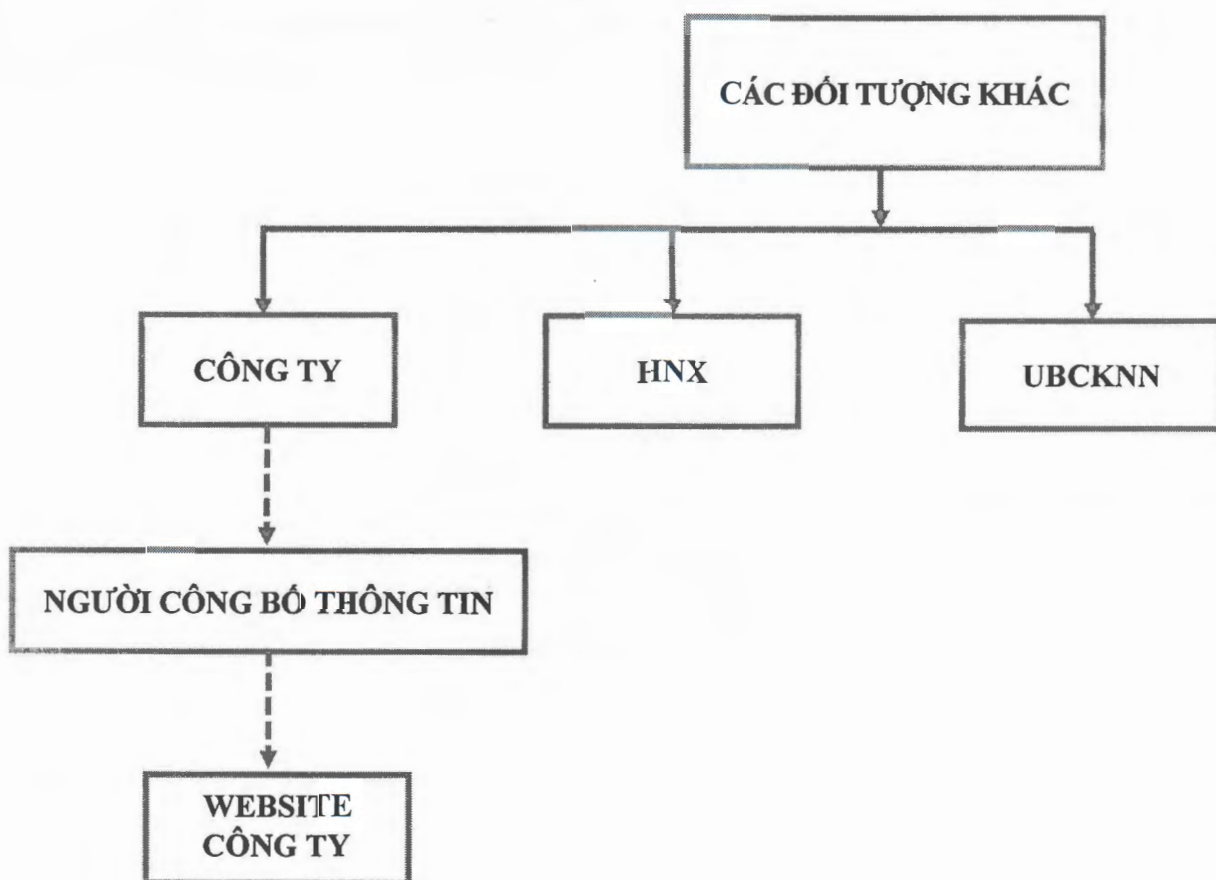 CÁC ĐỐI TƯỢNG KHÁC
CÔNG TY
HNX
UBCKNN
NGƯỜI CÔNG BỐ THÔNG TIN
WEBSITE
CÔNG TY